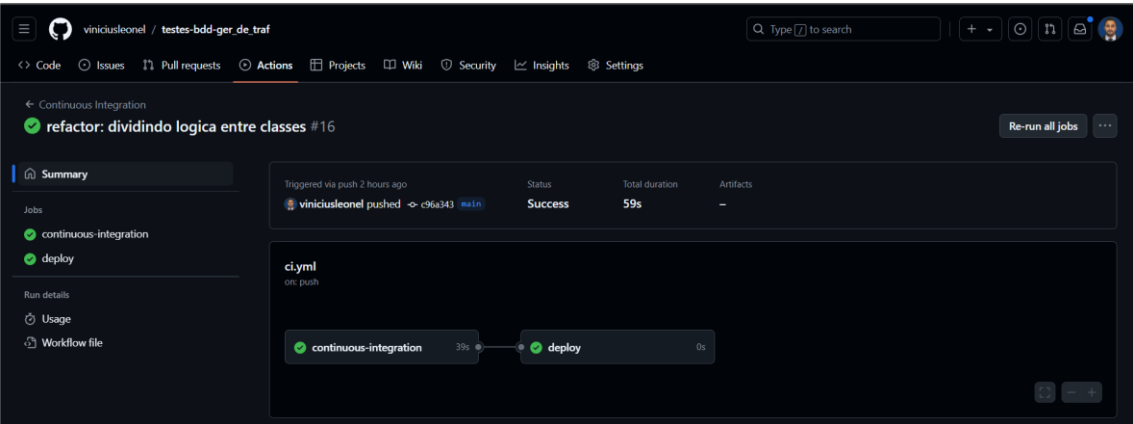 viniciusleonel / testes-bdd-ger_de_traf
Type / to search
Code Issues Pull requests Actions Projects Wiki Security Insights Settings
← Continuous Integration
refactor: dividindo logica entre classes #16
Re-run all jobs
Summary
Jobs
continuous-integration
deploy
Run details
Usage
Workflow file
Triggered via push 2 hours ago
viniciusleonel pushed c96a343 main
Status
Success
Total duration
59s
Artifacts
–
ci.yml
on: push
continuous-integration 39s
deploy 0s